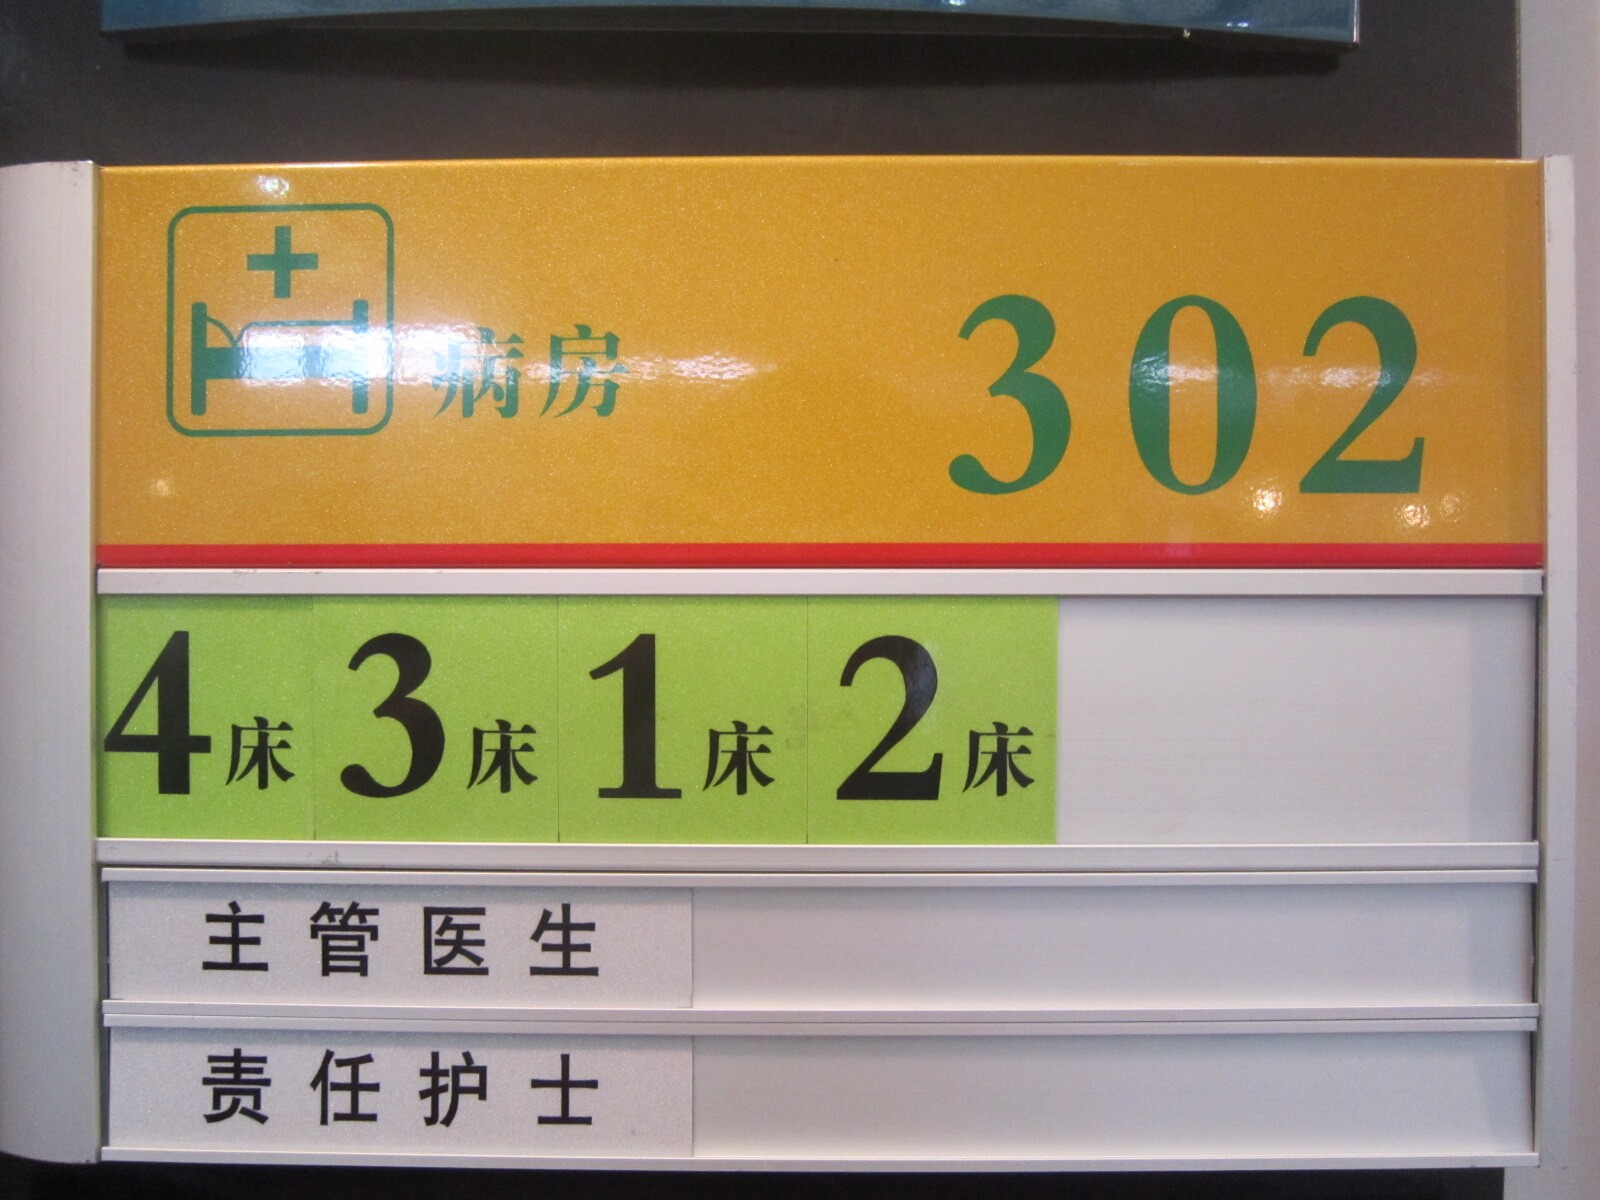 病房 302
4床 3床 1床 2床
主管医生
责任护士